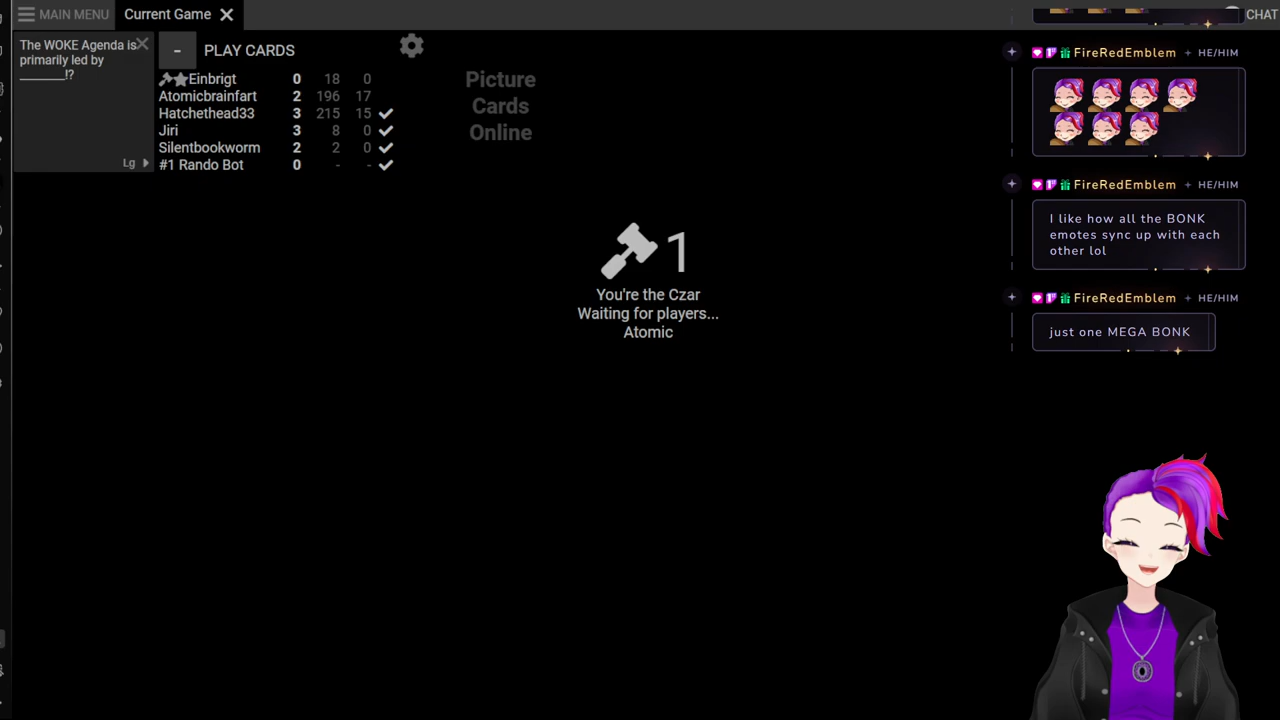 MAIN MENU
Current Game
CHAT
The WOKE Agenda is
primarily led by
_______!?
Lg
-
PLAY CARDS
Einbrigt 0 18 0
Atomicbrainfart 2 196 17
Hatchethead33 3 215 15
Jiri 3 8 0
Silentbookworm 2 2 0
#1 Rando Bot 0 - -
Picture
Cards
Online
1
You're the Czar
Waiting for players...
Atomic
FireRedEmblem HE/HIM
FireRedEmblem HE/HIM
I like how all the BONK
emotes sync up with each
other lol
FireRedEmblem HE/HIM
just one MEGA BONK